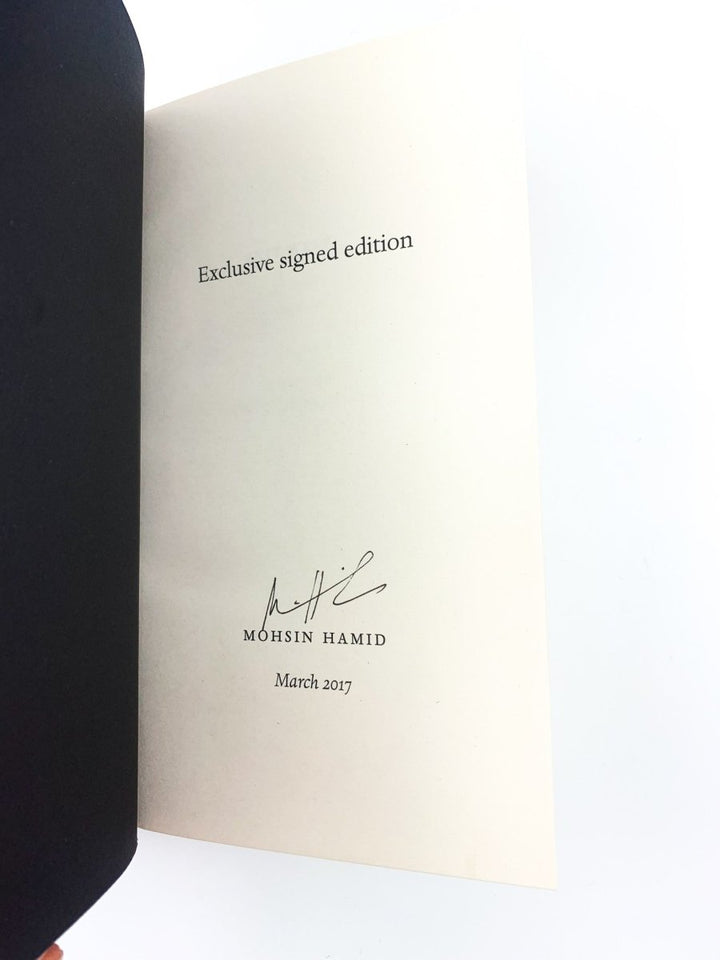 Exclusive signed edition
MOHSIN HAMID
March 2017